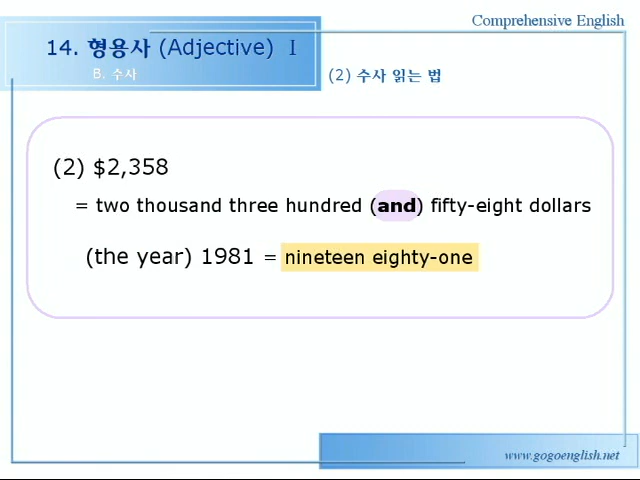 Comprehensive English
14. 형용사 (Adjective) I
B. 수사
(2) 수사 읽는 법
(2) $2,358
= two thousand three hundred (and) fifty-eight dollars
(the year) 1981 = nineteen eighty-one
www.gogoenglish.net